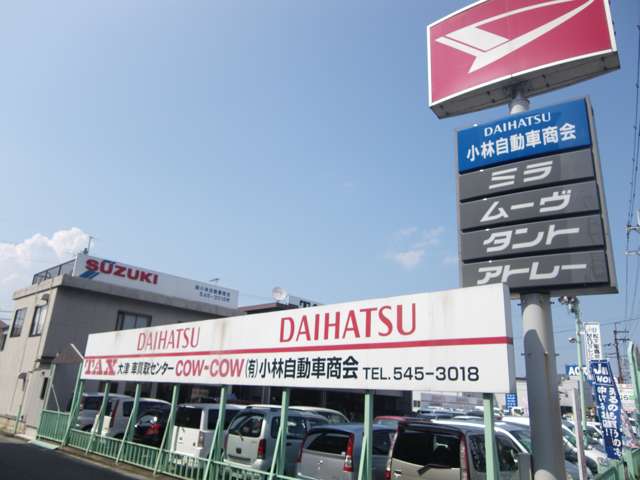 DAIHATSU
小林自動車商会
ミラ
ムーヴ
タント
アトレー
SUZUKI
545-3018
DAIHATSU DAIHATSU
TAX 大津 車買取センター COW-COW (有)小林自動車商会 TEL.545-3018